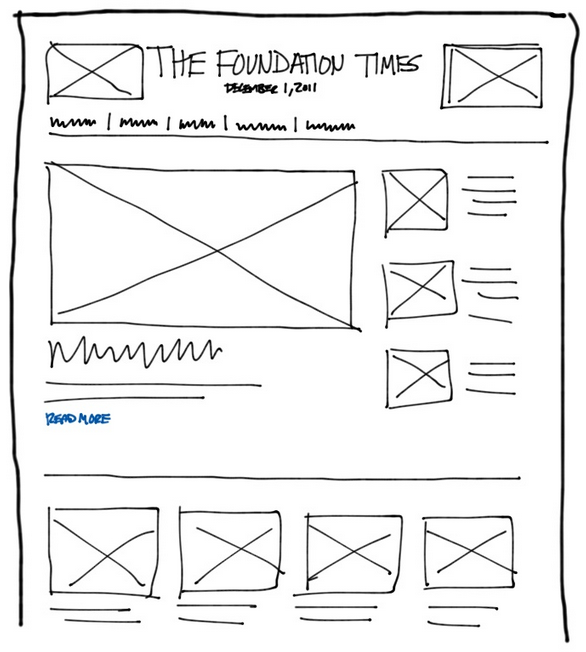 THE FOUNDATION TIMES
DECEMBER 1, 2011
READ MORE